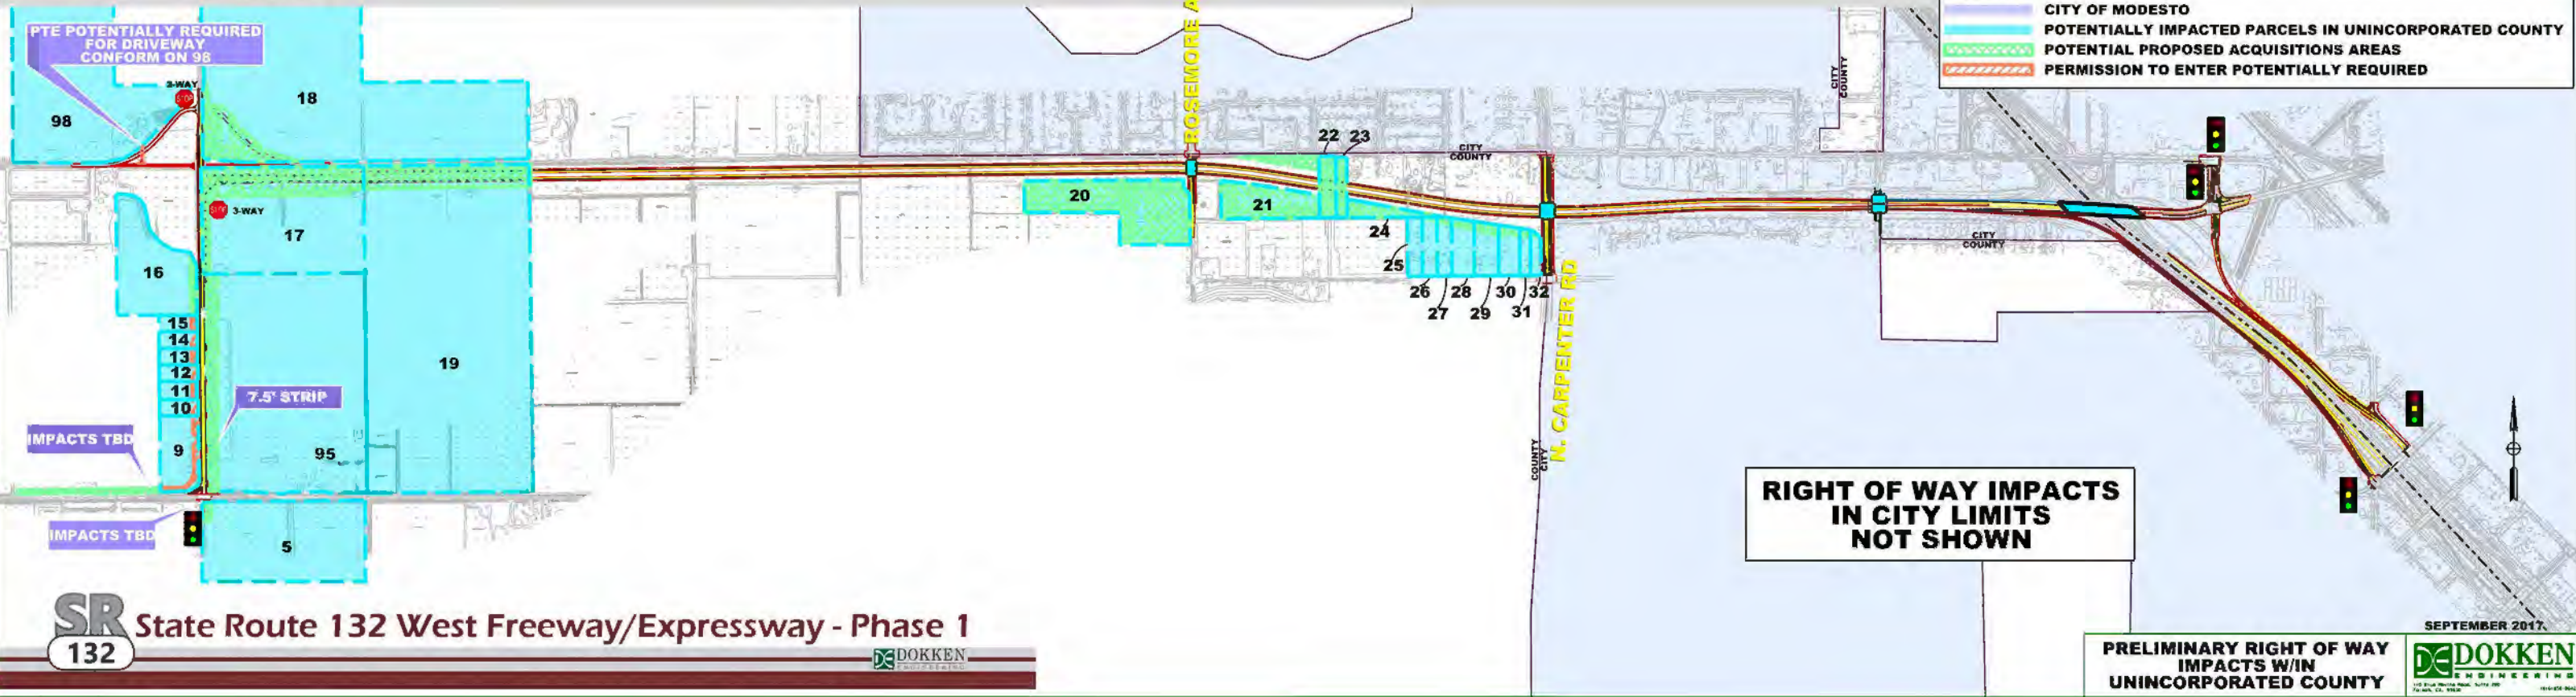 CITY OF MODESTO
POTENTIALLY IMPACTED PARCELS IN UNINCORPORATED COUNTY
POTENTIAL PROPOSED ACQUISITIONS AREAS
PERMISSION TO ENTER POTENTIALLY REQUIRED
PTE POTENTIALLY REQUIRED
FOR DRIVEWAY
CONFORM ON 98
3-WAY
STOP
98
18
ROSEMORE A
CITY
COUNTY
22
23
CITY
COUNTY
STOP
3-WAY
17
20
21
24
25
26
27
28
29
30
31
32
CITY
COUNTY
16
15
14
13
12
11
10
9
19
7.5' STRIP
95
IMPACTS TBD
IMPACTS TBD
5
N. CARPENTER RD
COUNTY
CITY
RIGHT OF WAY IMPACTS
IN CITY LIMITS
NOT SHOWN
SR
132
State Route 132 West Freeway/Expressway - Phase 1
DOKKEN
ENGINEERING
SEPTEMBER 2017
PRELIMINARY RIGHT OF WAY
IMPACTS W/IN
UNINCORPORATED COUNTY
DOKKEN
ENGINEERING